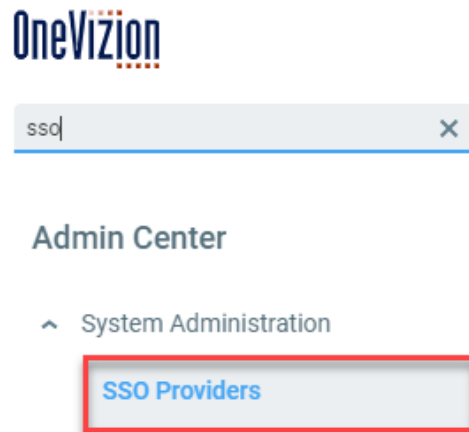 OneVizion
sso
Admin Center
System Administration
SSO Providers